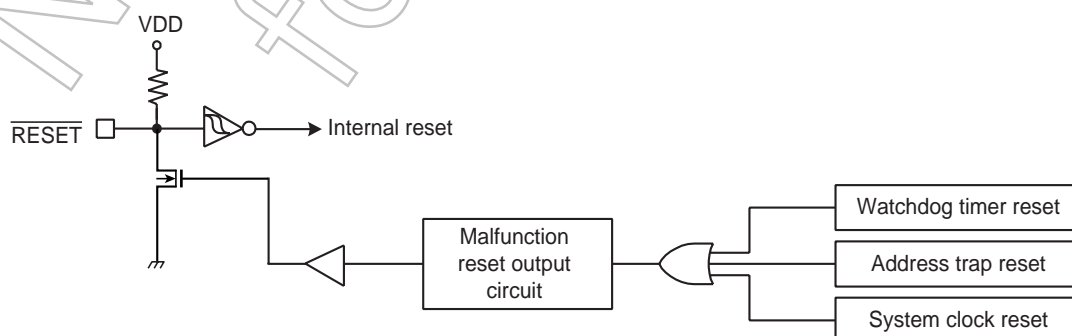 VDD
RESET
Internal reset
Malfunction
reset output
circuit
Watchdog timer reset
Address trap reset
System clock reset